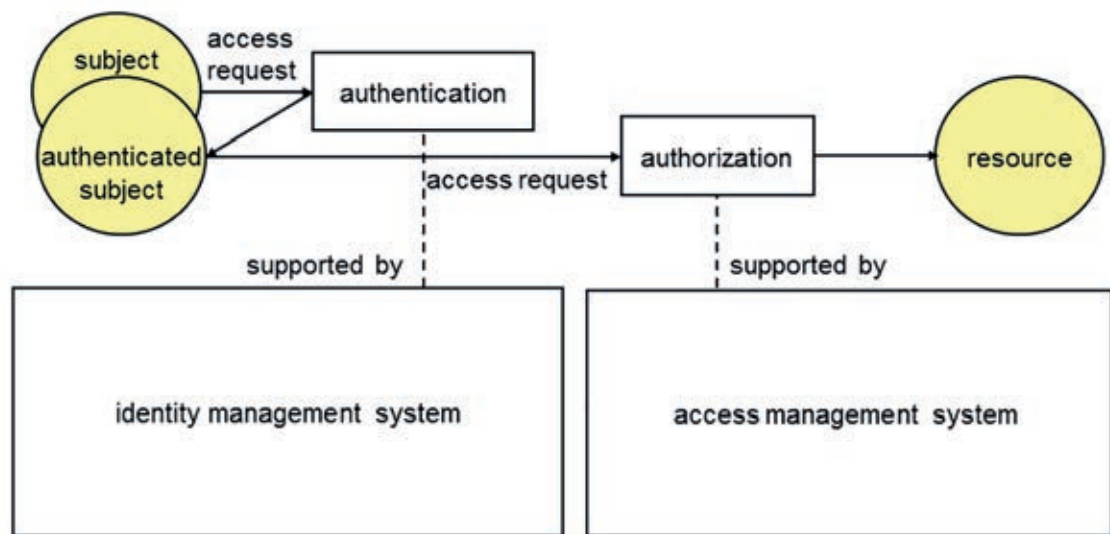 subject
access
request
authentication
authenticated
subject
access request
authorization
resource
supported by
supported by
identity management system
access management system